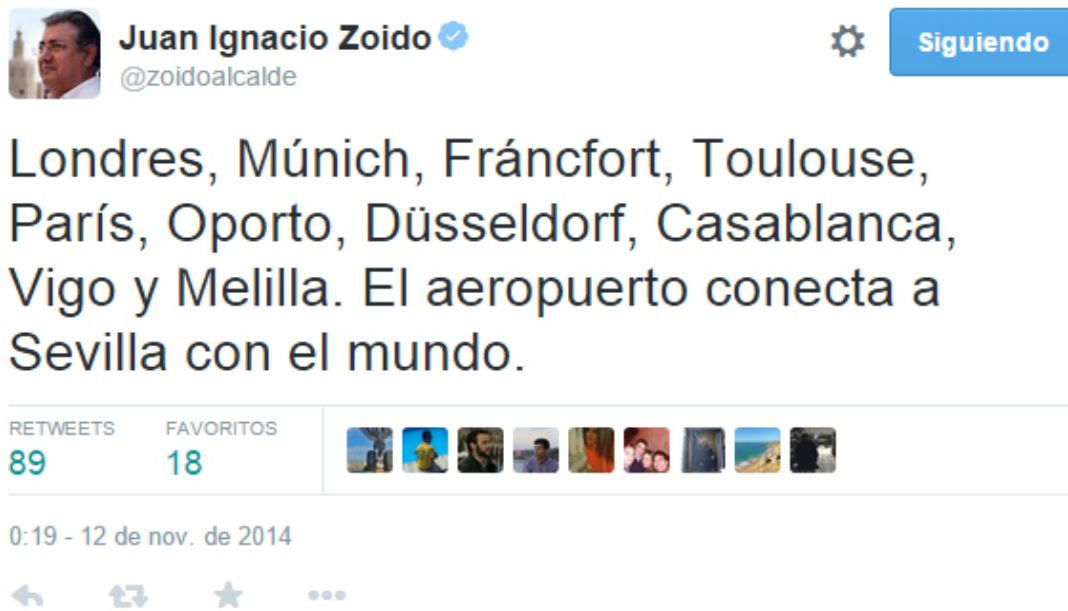 Juan Ignacio Zoido
@zoidoalcalde
Siguiendo
Londres, Múnich, Fráncfort, Toulouse,
París, Oporto, Düsseldorf, Casablanca,
Vigo y Melilla. El aeropuerto conecta a
Sevilla con el mundo.
RETWEETS FAVORITOS
89 18
0:19 - 12 de nov. de 2014